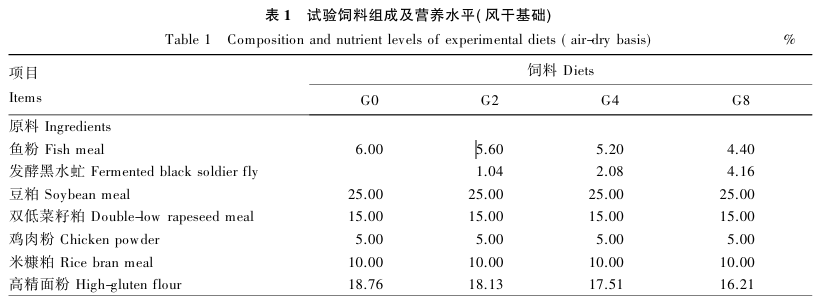 表 1 试验饲料组成及营养水平( 风干基础)
Table 1 Composition and nutrient levels of experimental diets ( air-dry basis) %
项目 饲料 Diets
Items G0 G2 G4 G8
原料 Ingredients
鱼粉 Fish meal 6.00 5.60 5.20 4.40
发酵黑水虻 Fermented black soldier fly 1.04 2.08 4.16
豆粕 Soybean meal 25.00 25.00 25.00 25.00
双低菜籽粕 Double-low rapeseed meal 15.00 15.00 15.00 15.00
鸡肉粉 Chicken powder 5.00 5.00 5.00 5.00
米糠粕 Rice bran meal 10.00 10.00 10.00 10.00
高精面粉 High-gluten flour 18.76 18.13 17.51 16.21